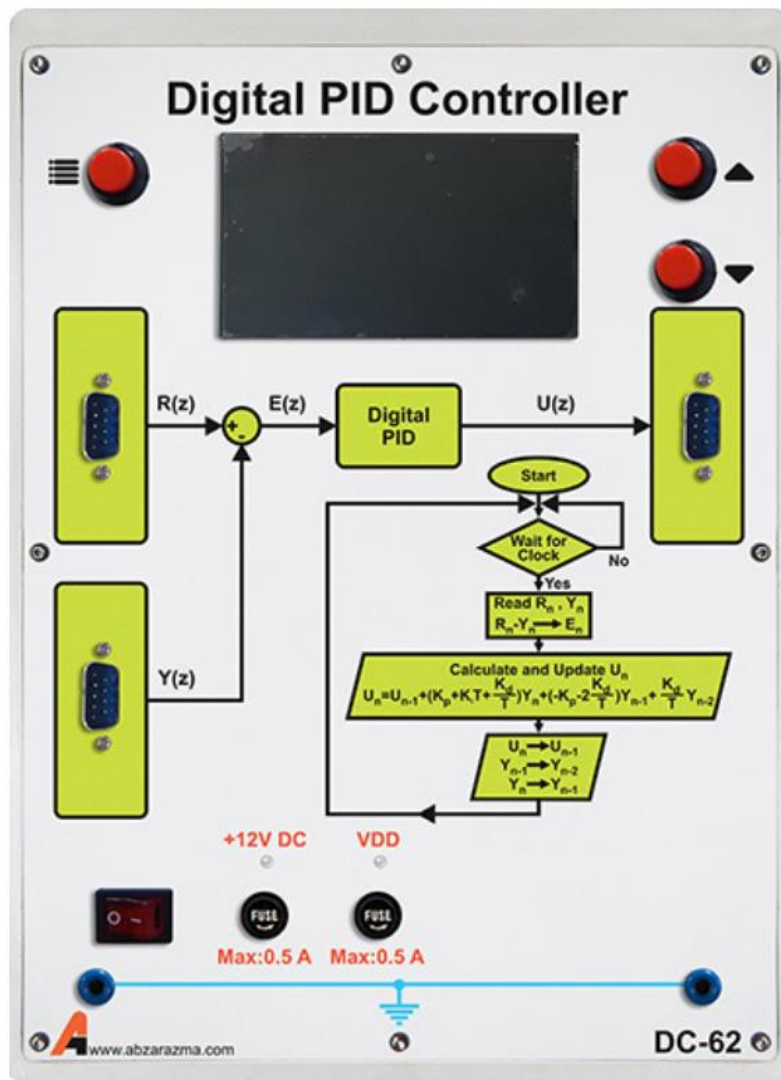 Digital PID Controller
R(z)
+
-
E(z)
Digital
PID
U(z)
Start
Wait for
Clock
No
Yes
Read Rₙ , Yₙ
Rₙ-Yₙ→Eₙ
Y(z)
Calculate and Update Uₙ
Uₙ=Uₙ₋₁+(Kₚ+KᵢT+K_d/T)Yₙ+(-Kₚ-2K_d/T)Yₙ₋₁+K_d/T Yₙ₋₂
Uₙ→Uₙ₋₁
Yₙ₋₁→Yₙ₋₂
Yₙ→Yₙ₋₁
+12V DC
VDD
FUSE
FUSE
Max:0.5 A
Max:0.5 A
www.abzarazma.com
DC-62